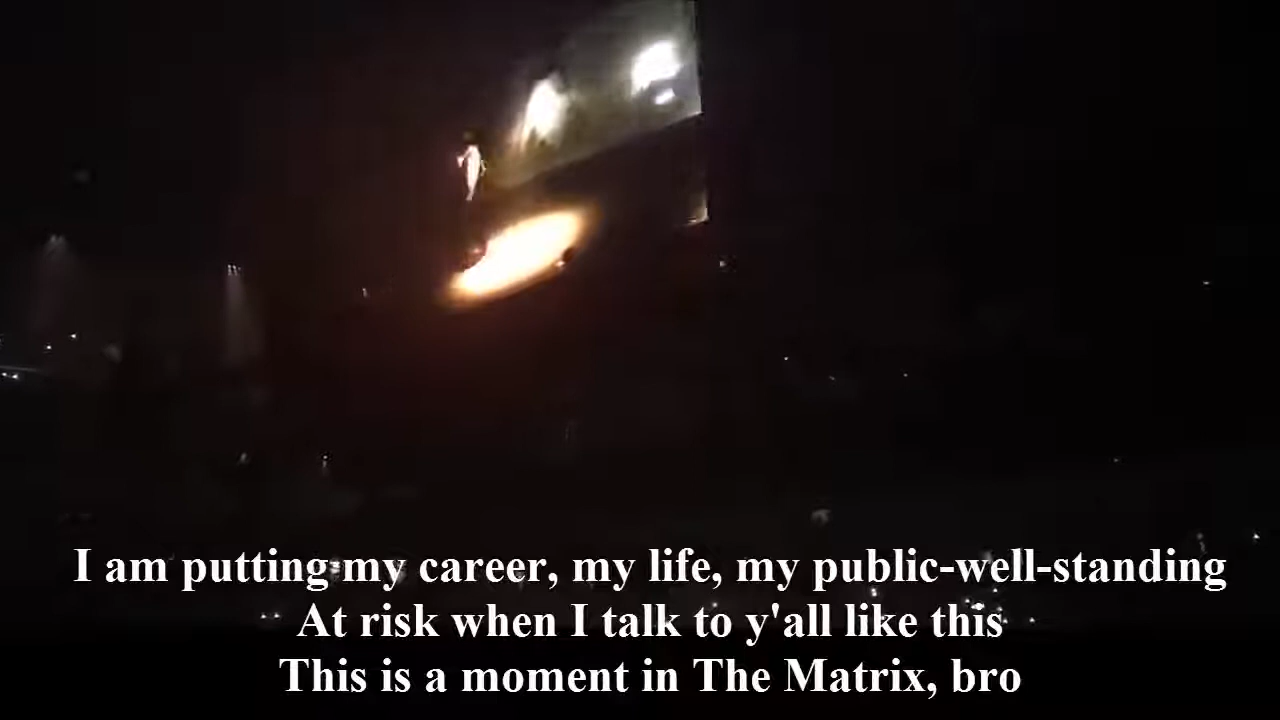 I am putting my career, my life, my public-well-standing
At risk when I talk to y'all like this
This is a moment in The Matrix, bro